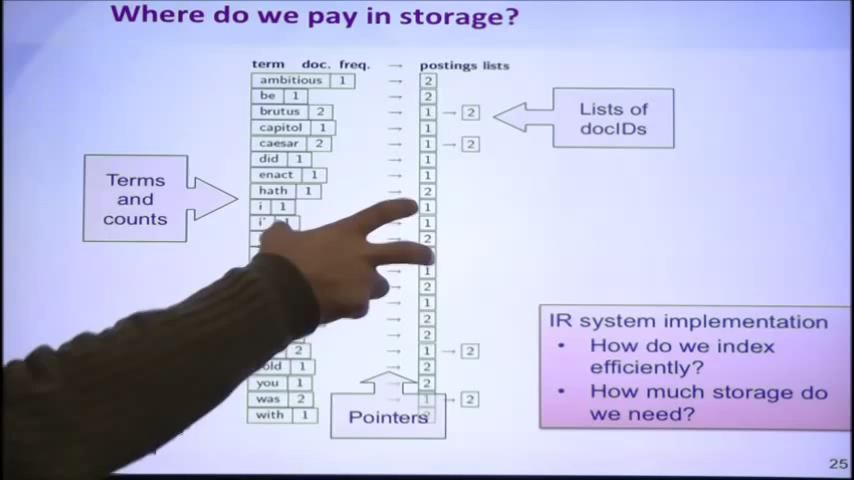 Where do we pay in storage?
term doc. freq. → postings lists
ambitious 1 → 2
be 1 → 2
brutus 2 → 1 → 2
capitol 1 → 1
caesar 2 → 1 → 2
did 1 → 1
enact 1 → 1
hath 1 → 2
i 1 → 1
i' 1 → 1
2
→ 1
→ 2
→ 1
→ 2
→ 2
2 → 1 → 2
old 1 → 2
you 1 → 2
was 2 → 1 → 2
with 1
Lists of
docIDs
Terms
and
counts
Pointers
IR system implementation
• How do we index
efficiently?
• How much storage do
we need?
25